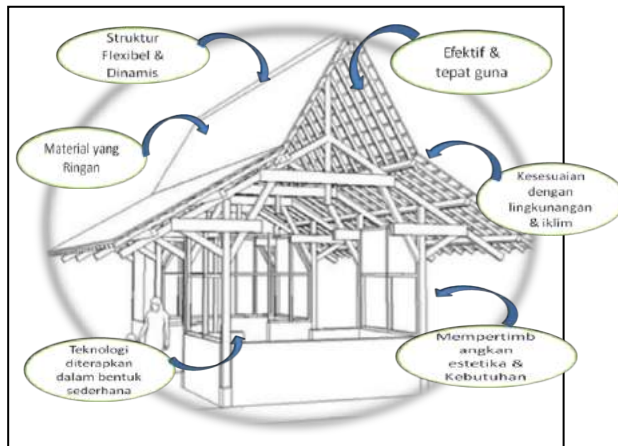 Struktur
Flexibel &
Dinamis
Efektif &
tepat guna
Material yang
Ringan
Kesesuaian
dengan
lingkunangan
& iklim
Teknologi
diterapkan
dalam bentuk
sederhana
Mempertimb
angkan
estetika &
Kebutuhan